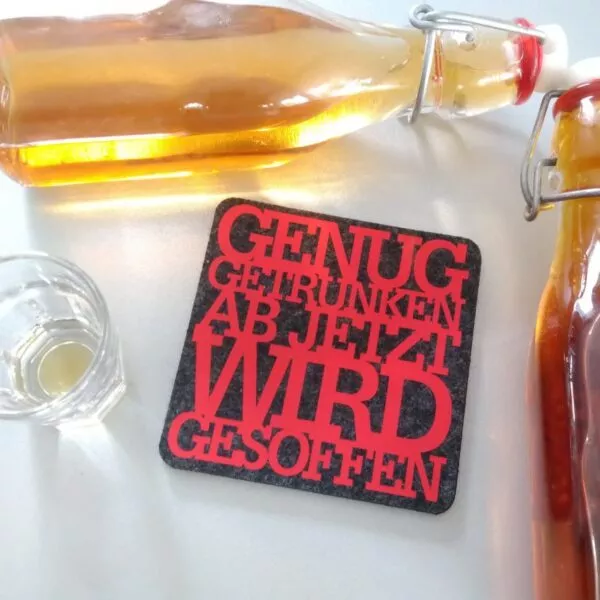 GENUG
GETRUNKEN
AB JETZT
WIRD
GESOFFEN